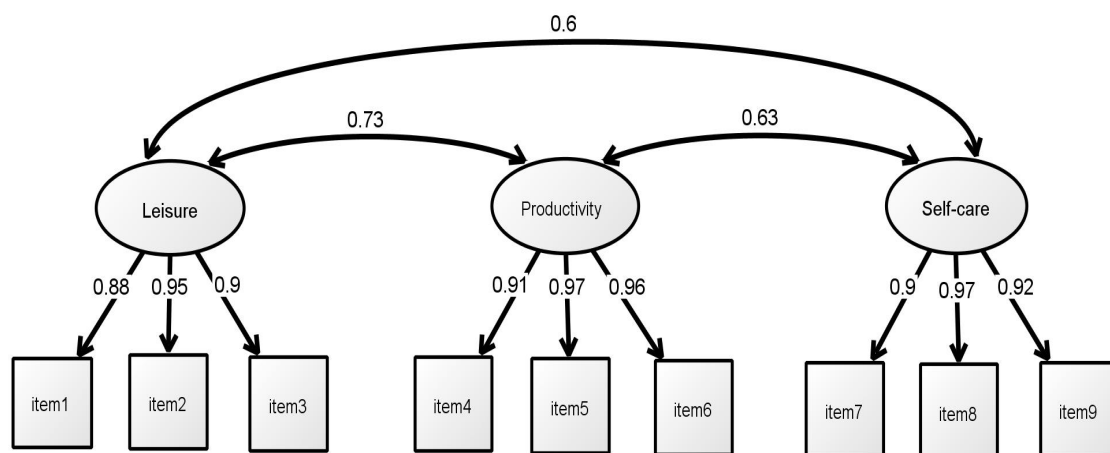 0.6
0.73
0.63
Leisure
Productivity
Self-care
0.88
0.95
0.9
0.91
0.97
0.96
0.9
0.97
0.92
item1
item2
item3
item4
item5
item6
item7
item8
item9